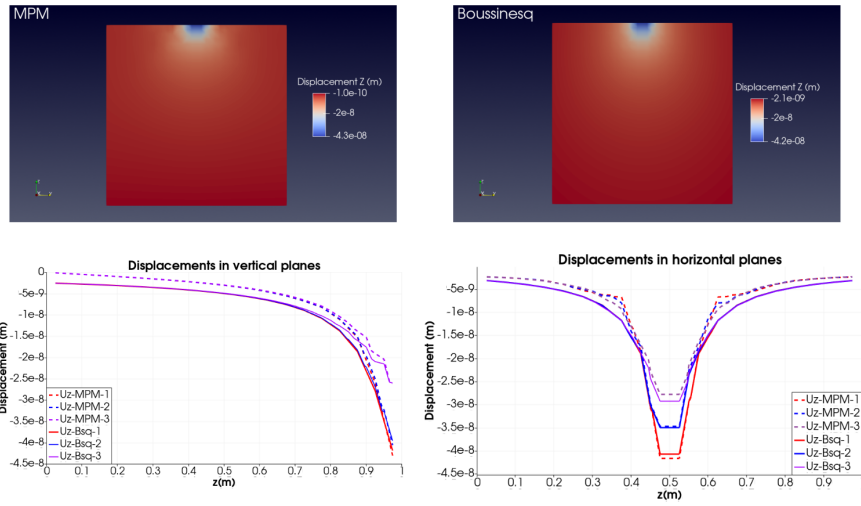 MPM
Displacement Z (m)
-1.0e-10
-2e-8
-4.3e-08
Boussinesq
Displacement Z (m)
-2.1e-09
-2e-8
-4.2e-08
Displacements in vertical planes
Displacement (m)
0
-5e-9
-1e-8
-1.5e-8
-2e-8
-2.5e-8
-3e-8
-3.5e-8
-4e-8
-4.5e-8
Uz-MPM-1
Uz-MPM-2
Uz-MPM-3
Uz-Bsq-1
Uz-Bsq-2
Uz-Bsq-3
0 0.1 0.2 0.3 0.4 0.5 0.6 0.7 0.8 0.9 1
z(m)
Displacements in horizontal planes
Displacement (m)
-5e-9
-1e-8
-1.5e-8
-2e-8
-2.5e-8
-3e-8
-3.5e-8
-4e-8
-4.5e-8
Uz-MPM-1
Uz-MPM-2
Uz-MPM-3
Uz-Bsq-1
Uz-Bsq-2
Uz-Bsq-3
0 0.1 0.2 0.3 0.4 0.5 0.6 0.7 0.8 0.9
z(m)